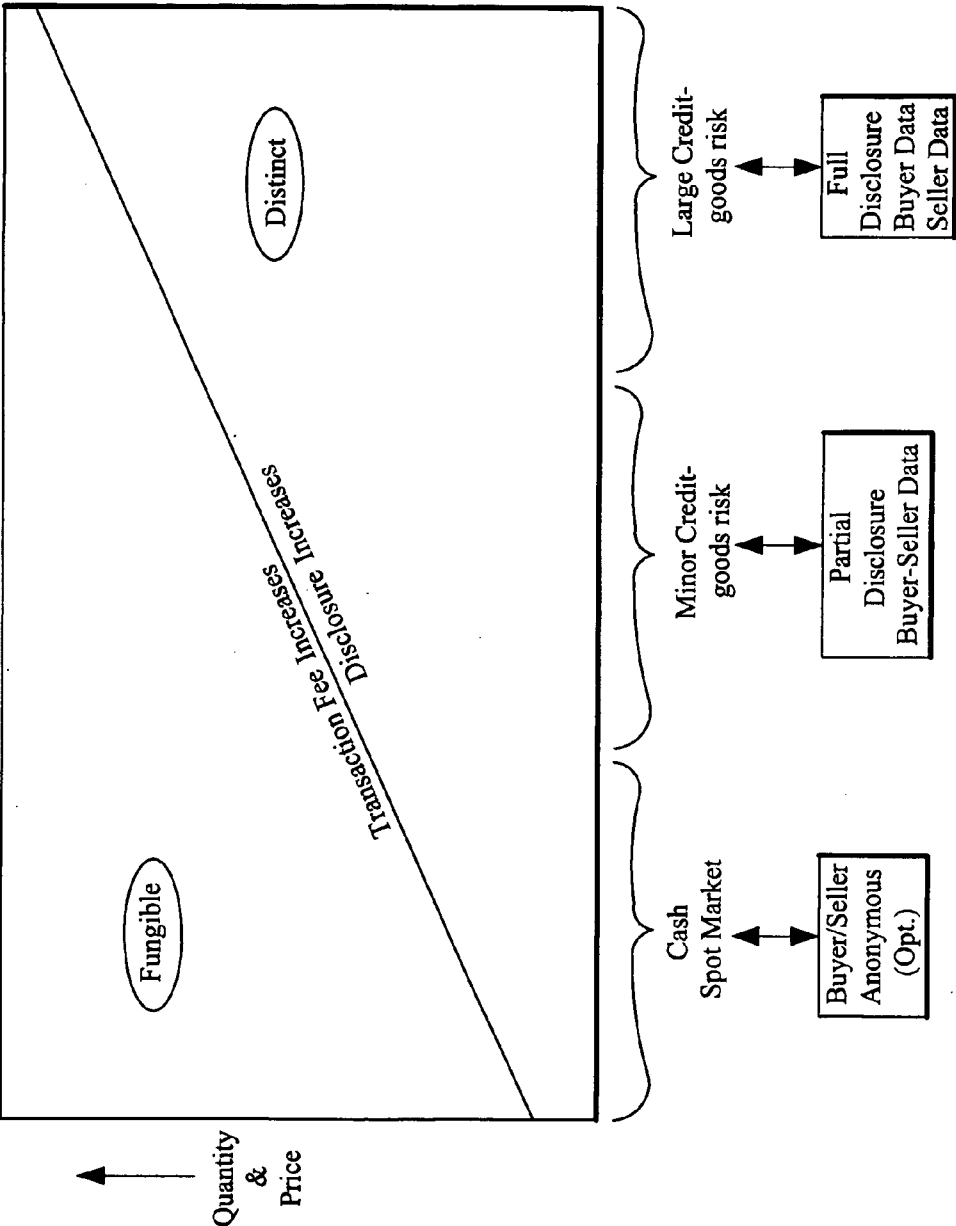 Quantity
&
Price
Fungible
Distinct
Transaction Fee Increases
Disclosure Increases
Cash
Spot Market
Minor Credit-
goods risk
Large Credit-
goods risk
Buyer/Seller
Anonymous
(Opt.)
Partial
Disclosure
Buyer-Seller Data
Full
Disclosure
Buyer Data
Seller Data